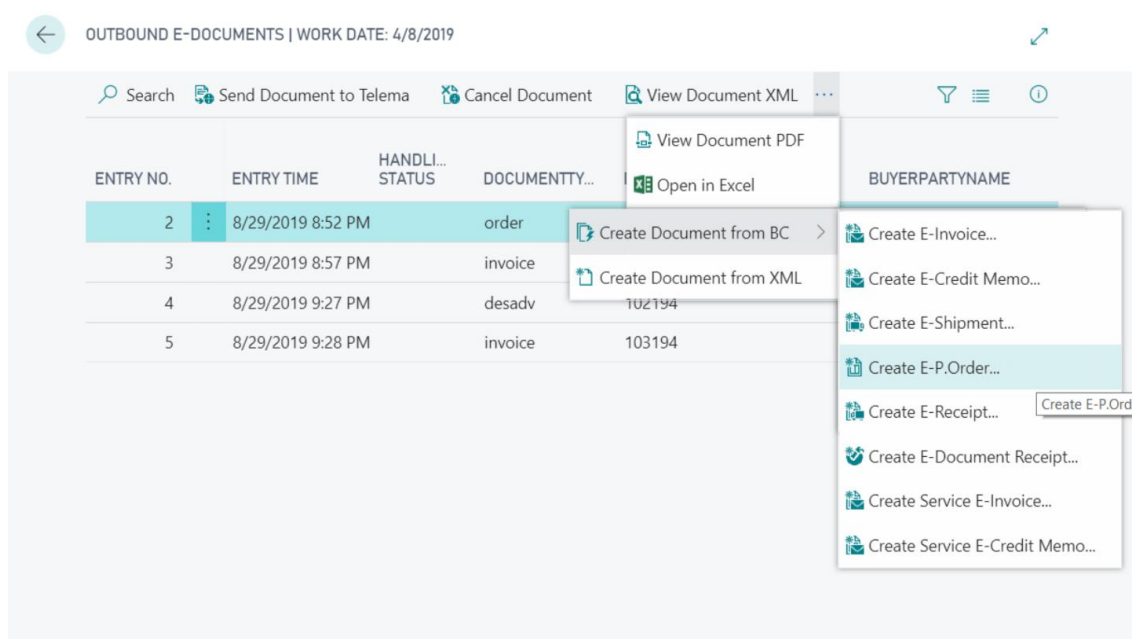 OUTBOUND E-DOCUMENTS | WORK DATE: 4/8/2019
Search Send Document to Telema Cancel Document View Document XML ...
View Document PDF
Open in Excel
ENTRY NO. ENTRY TIME HANDLI... STATUS DOCUMENTTY... BUYERPARTYNAME
2 8/29/2019 8:52 PM order
Create Document from BC
Create Document from XML
3 8/29/2019 8:57 PM invoice
4 8/29/2019 9:27 PM desadv 102194
5 8/29/2019 9:28 PM invoice 103194
Create E-Invoice...
Create E-Credit Memo...
Create E-Shipment...
Create E-P.Order...
Create E-P.Ord
Create E-Receipt...
Create E-Document Receipt...
Create Service E-Invoice...
Create Service E-Credit Memo...